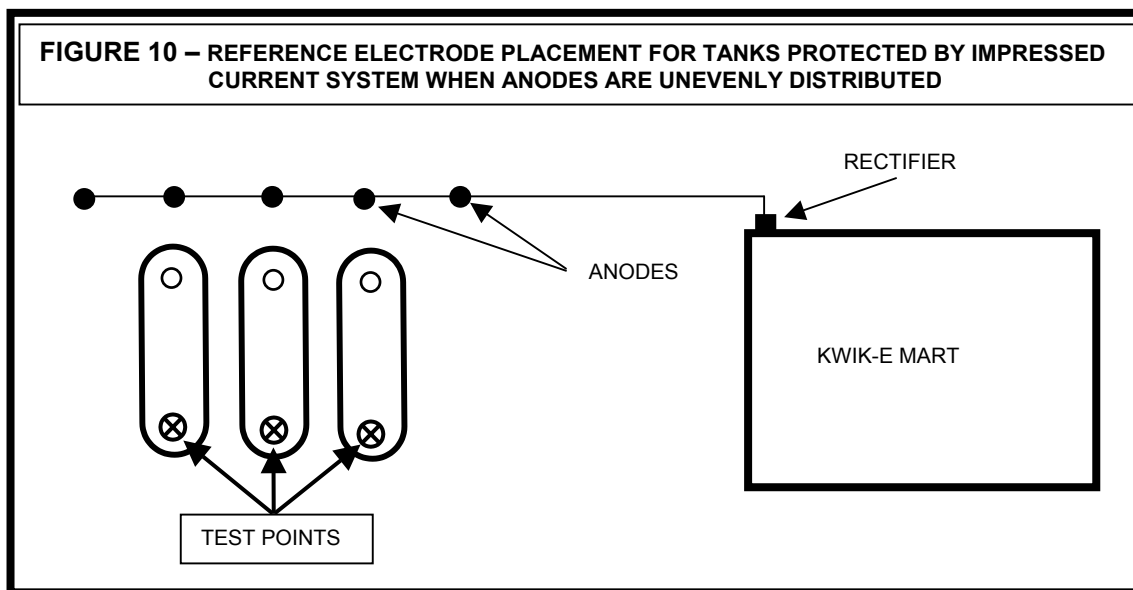 FIGURE 10 – REFERENCE ELECTRODE PLACEMENT FOR TANKS PROTECTED BY IMPRESSED
CURRENT SYSTEM WHEN ANODES ARE UNEVENLY DISTRIBUTED
RECTIFIER
ANODES
KWIK-E MART
TEST POINTS